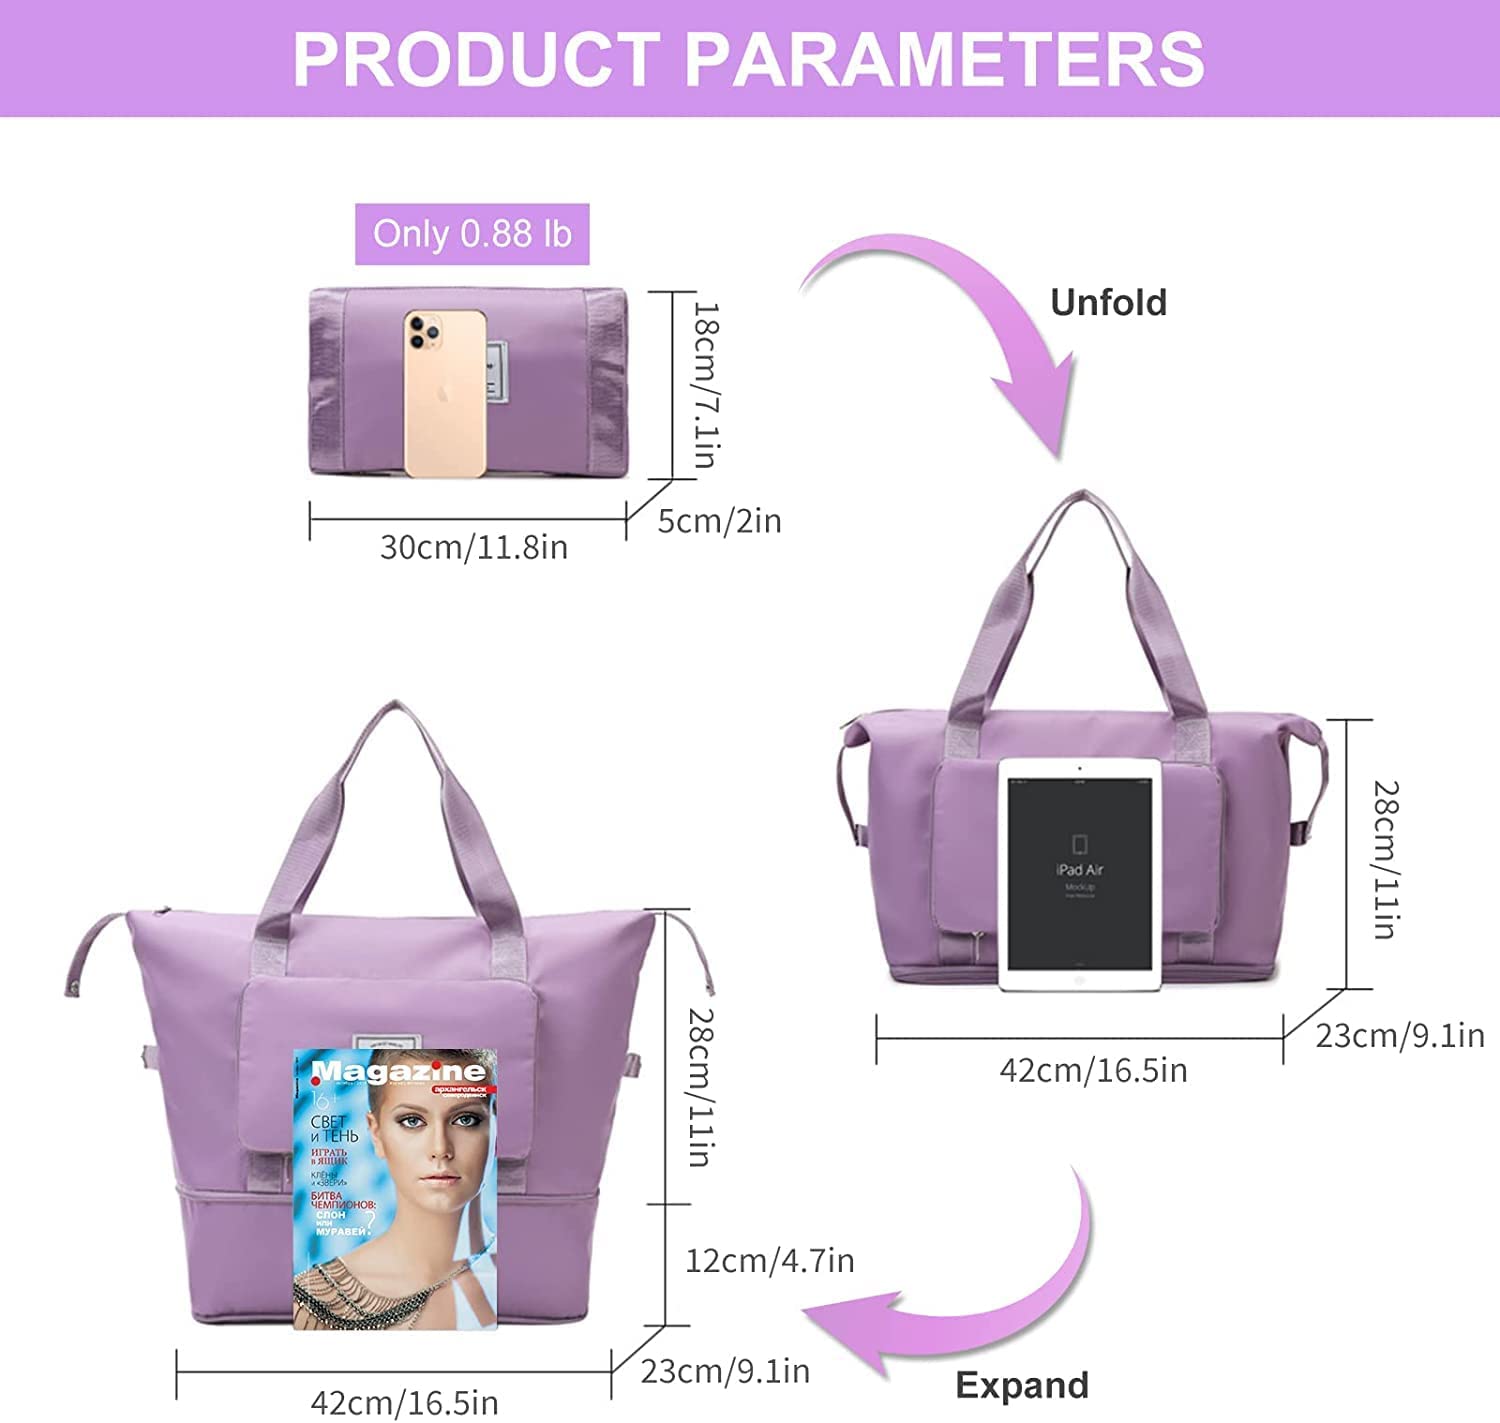 PRODUCT PARAMETERS
Only 0.88 lb
18cm/7.1in
5cm/2in
30cm/11.8in
Unfold
iPad Air
MockUp
28cm/11in
23cm/9.1in
42cm/16.5in
Magazine
архангельск
северодвинск
16+
СВЕТ
и ТЕНЬ
ИГРАТЬ
в ЯЩИК
КЛЁНЫ
и «ЗВЕРИ»
БИТВА
ЧЕМПИОНОВ:
СЛОН
ИЛИ
МУРАВЕЙ?
28cm/11in
12cm/4.7in
23cm/9.1in
42cm/16.5in
Expand